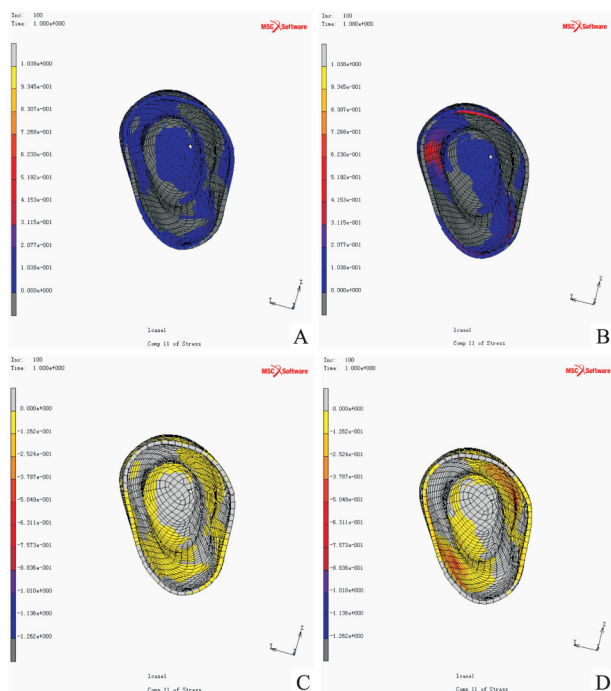 Inc: 100
Time: 1.000e+000
MSC Software
1.038e+000
9.345e-001
8.307e-001
7.268e-001
6.230e-001
5.192e-001
4.153e-001
3.115e-001
2.077e-001
1.038e-001
0.000e+000
Z
Y
X
lcase1
Comp 11 of Stress
A
Inc: 100
Time: 1.000e+000
MSC Software
1.038e+000
9.345e-001
8.307e-001
7.268e-001
6.230e-001
5.192e-001
4.153e-001
3.115e-001
2.077e-001
1.038e-001
0.000e+000
Z
Y
X
lcase1
Comp 11 of Stress
B
Inc: 100
Time: 1.000e+000
MSC Software
0.000e+000
-1.262e-001
-2.524e-001
-3.787e-001
-5.049e-001
-6.311e-001
-7.573e-001
-8.836e-001
-1.010e+000
-1.136e+000
-1.262e+000
Z
Y
X
lcase1
Comp 11 of Stress
C
Inc: 100
Time: 1.000e+000
MSC Software
0.000e+000
-1.262e-001
-2.524e-001
-3.787e-001
-5.049e-001
-6.311e-001
-7.573e-001
-8.836e-001
-1.010e+000
-1.136e+000
-1.262e+000
Z
Y
X
lcase1
Comp 11 of Stress
D